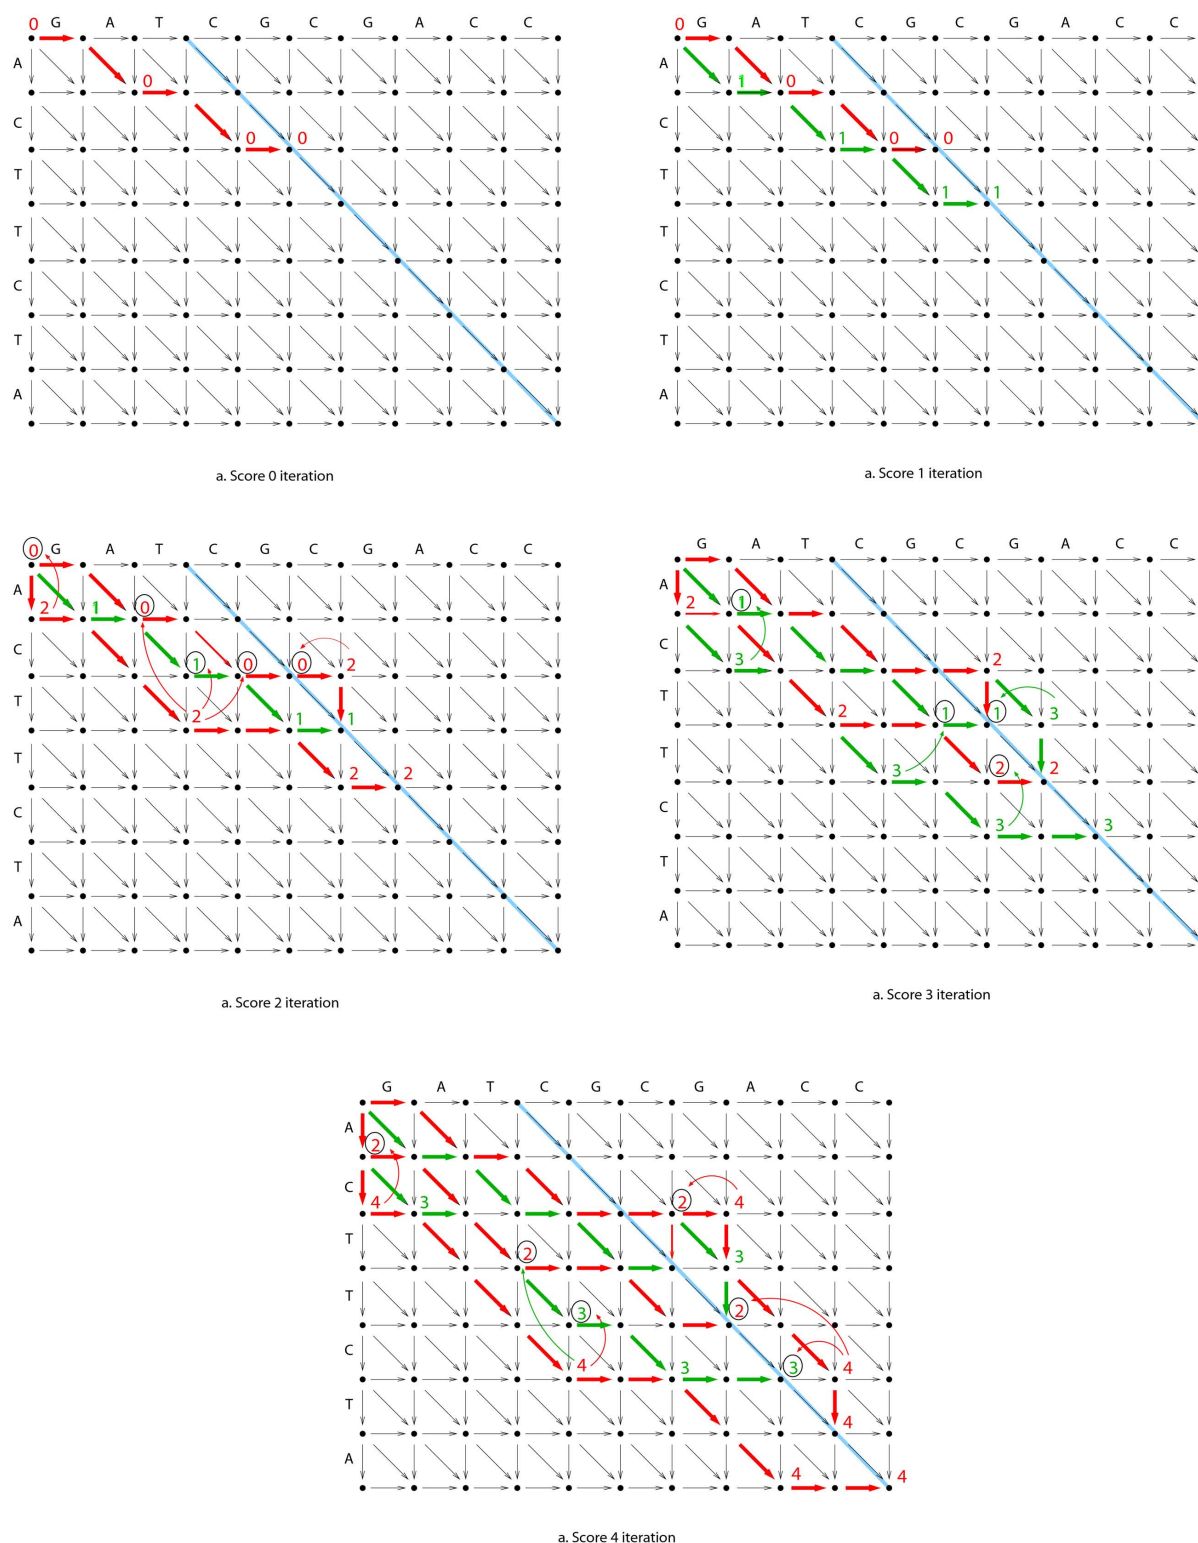 0 G A T C G C G A C C
A
0
C
0 0
T
T
C
T
A
a. Score 0 iteration
0 G A T C G C G A C C
A
1 0
C
1 0 0
T
1 1
T
C
T
A
a. Score 1 iteration
0 G A T C G C G A C C
A
2 1 0
C
1 0 0 2
T
2 1 1
T
2 2
C
T
A
a. Score 2 iteration
G A T C G C G A C C
A
2 1
C
3 2
T
2 1 1 3
T
3 2 2
C
3 3
T
A
a. Score 3 iteration
G A T C G C G A C C
A
2
C
4 3 2 4
T
2 3
T
3 2
C
4 3 3 4
T
4
A
4 4
a. Score 4 iteration